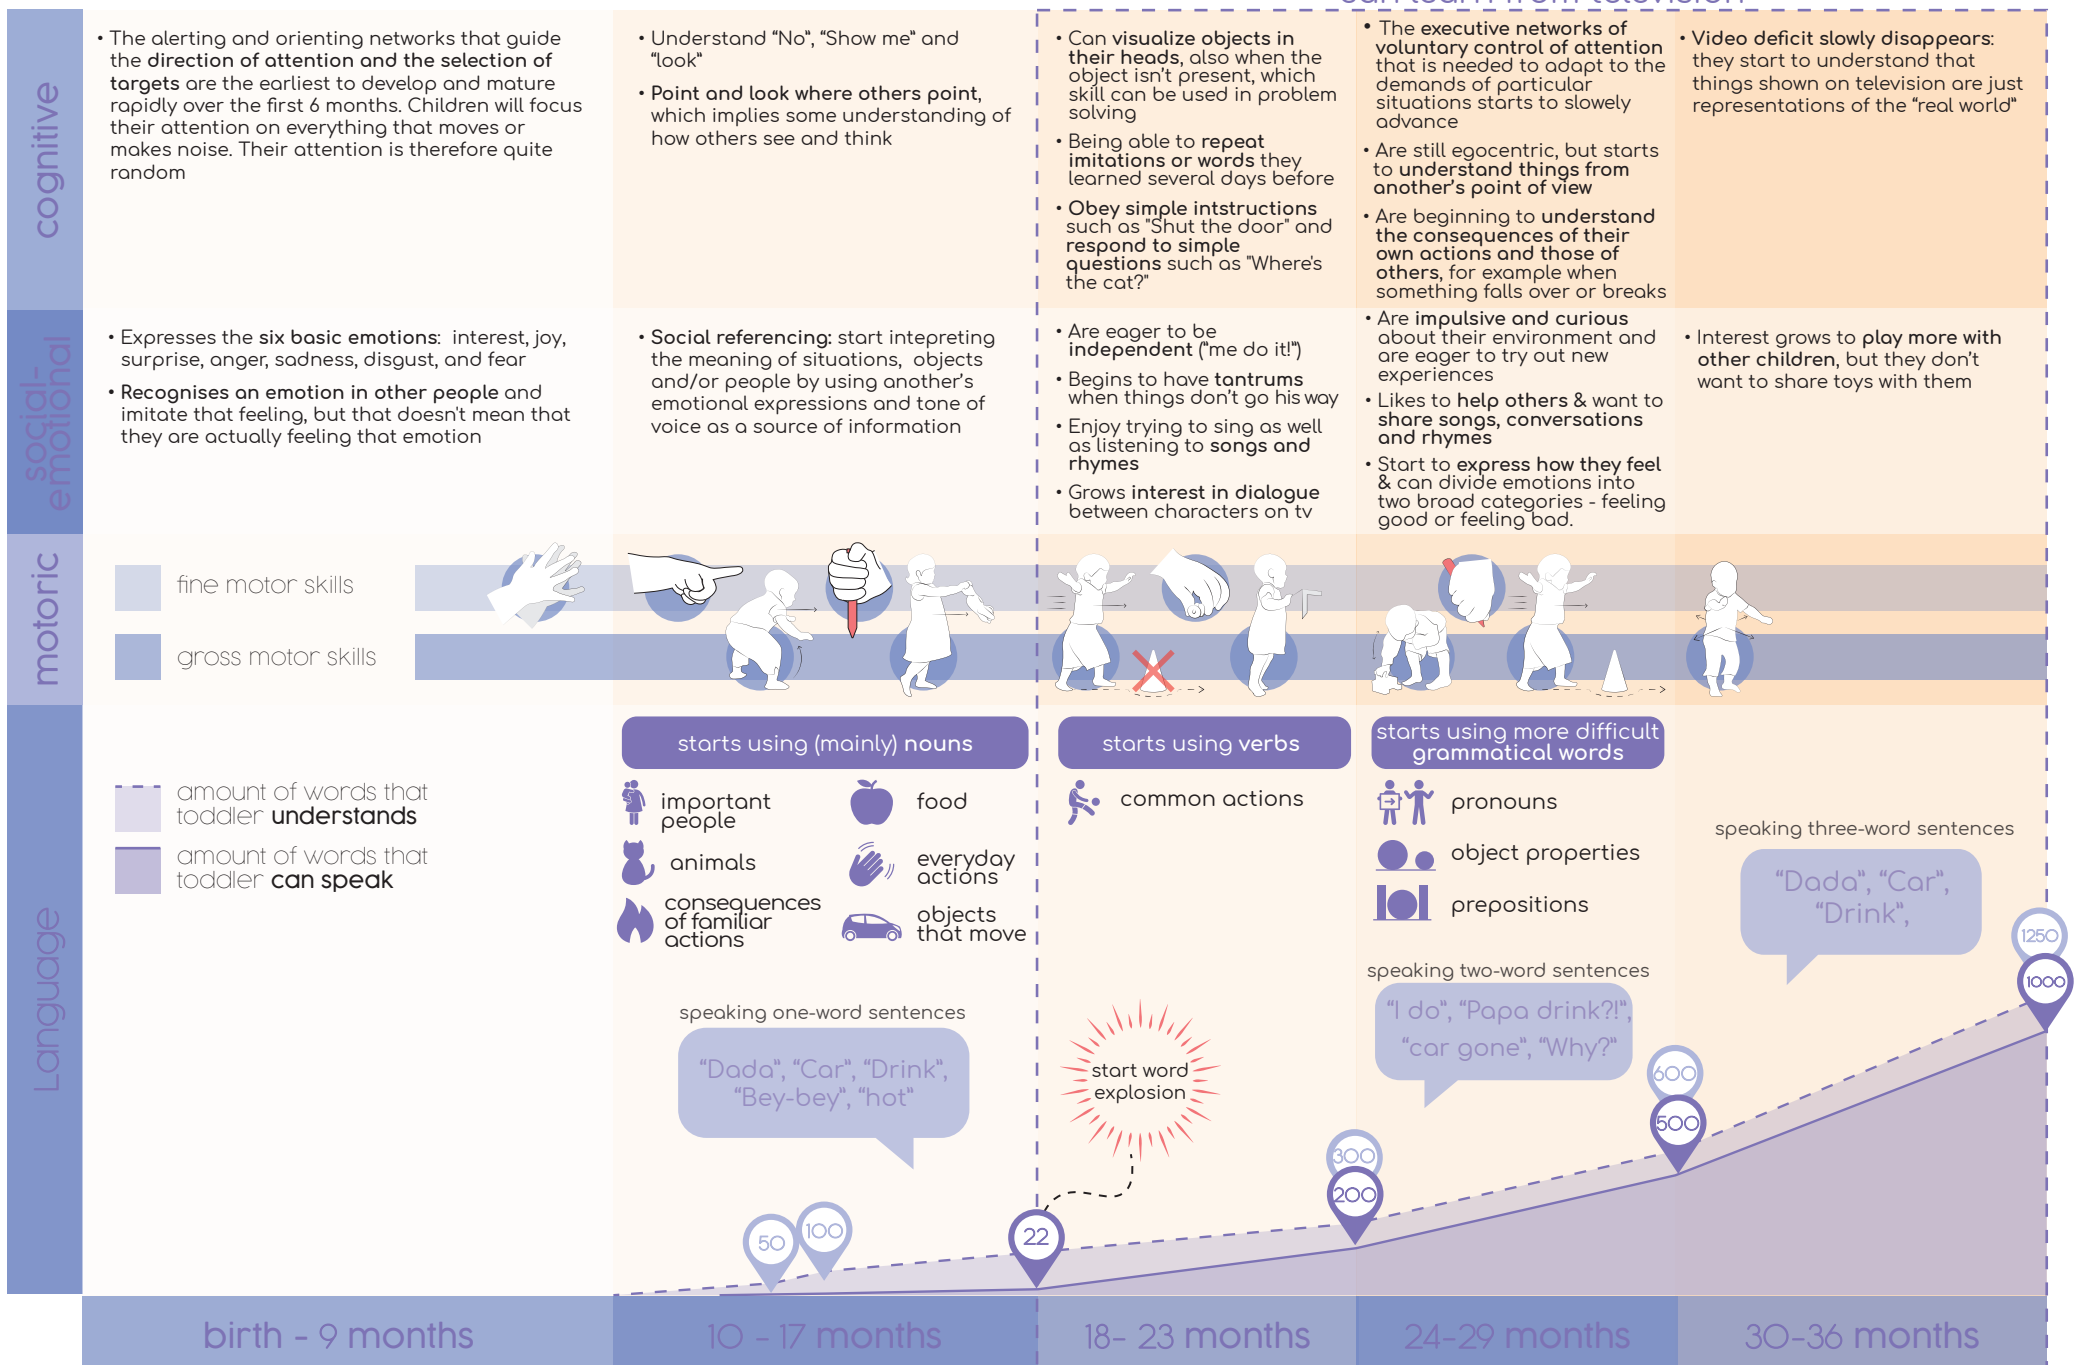 can learn from television
cognitive
• The alerting and orienting networks that guide
the direction of attention and the selection of
targets are the earliest to develop and mature
rapidly over the first 6 months. Children will focus
their attention on everything that moves or
makes noise. Their attention is therefore quite
random
• Understand “No”, “Show me” and
“look”
• Point and look where others point,
which implies some understanding of
how others see and think
• Can visualize objects in
their heads, also when the
object isn’t present, which
skill can be used in problem
solving
• Being able to repeat
imitations or words they
learned several days before
• Obey simple intstructions
such as "Shut the door" and
respond to simple
questions such as "Where's
the cat?"
• The executive networks of
voluntary control of attention
that is needed to adapt to the
demands of particular
situations starts to slowely
advance
• Are still egocentric, but starts
to understand things from
another’s point of view
• Are beginning to understand
the consequences of their
own actions and those of
others, for example when
something falls over or breaks
• Video deficit slowly disappears:
they start to understand that
things shown on television are just
representations of the “real world”
social-
emotional
• Expresses the six basic emotions: interest, joy,
surprise, anger, sadness, disgust, and fear
• Recognises an emotion in other people and
imitate that feeling, but that doesn't mean that
they are actually feeling that emotion
• Social referencing: start intepreting
the meaning of situations, objects
and/or people by using another’s
emotional expressions and tone of
voice as a source of information
• Are eager to be
independent (“me do it!”)
• Begins to have tantrums
when things don’t go his way
• Enjoy trying to sing as well
as listening to songs and
rhymes
• Grows interest in dialogue
between characters on tv
• Are impulsive and curious
about their environment and
are eager to try out new
experiences
• Likes to help others & want to
share songs, conversations
and rhymes
• Start to express how they feel
& can divide emotions into
two broad categories - feeling
good or feeling bad.
• Interest grows to play more with
other children, but they don’t
want to share toys with them
motoric
fine motor skills
gross motor skills
Language
amount of words that
toddler understands
amount of words that
toddler can speak
starts using (mainly) nouns
important
people
food
animals
everyday
actions
consequences
of familiar
actions
objects
that move
speaking one-word sentences
“Dada”, “Car”, “Drink”,
“Bey-bey”, “hot”
50
100
22
starts using verbs
common actions
start word
explosion
starts using more difficult
grammatical words
pronouns
object properties
prepositions
speaking two-word sentences
“I do”, “Papa drink?!”,
“car gone”, “Why?”
300
200
speaking three-word sentences
“Dada”, “Car”,
“Drink”,
600
500
1250
1000
birth - 9 months
10 - 17 months
18- 23 months
24-29 months
30-36 months